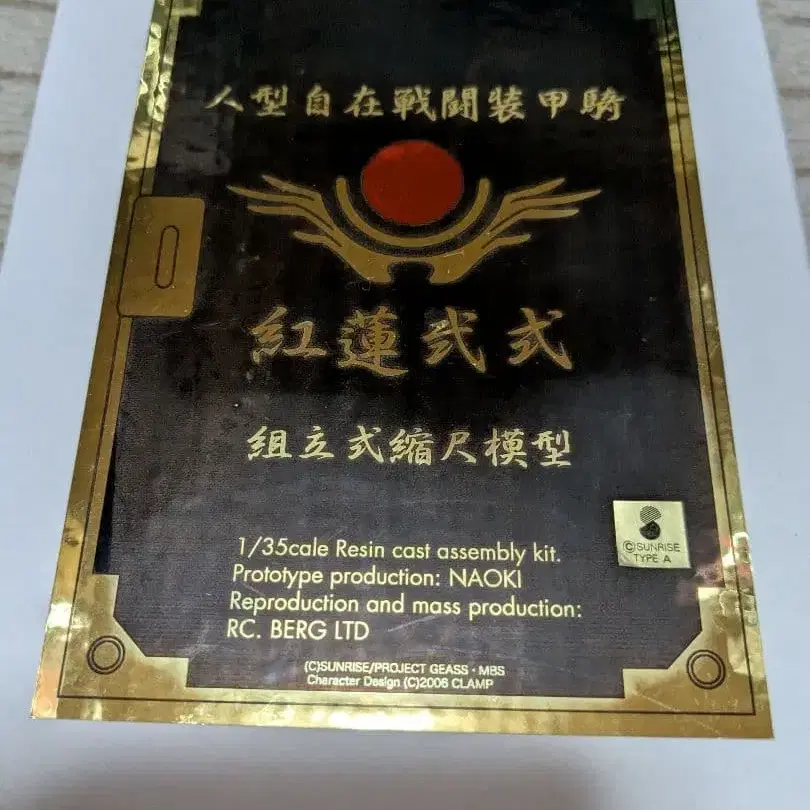 人型自在戦闘装甲騎
紅蓮弐式
組立式縮尺模型
1/35cale Resin cast assembly kit.
Prototype production: NAOKI
Reproduction and mass production:
RC. BERG LTD
(C)SUNRISE
TYPE A
(C)SUNRISE/PROJECT GEASS・MBS
Character Design (C)2006 CLAMP